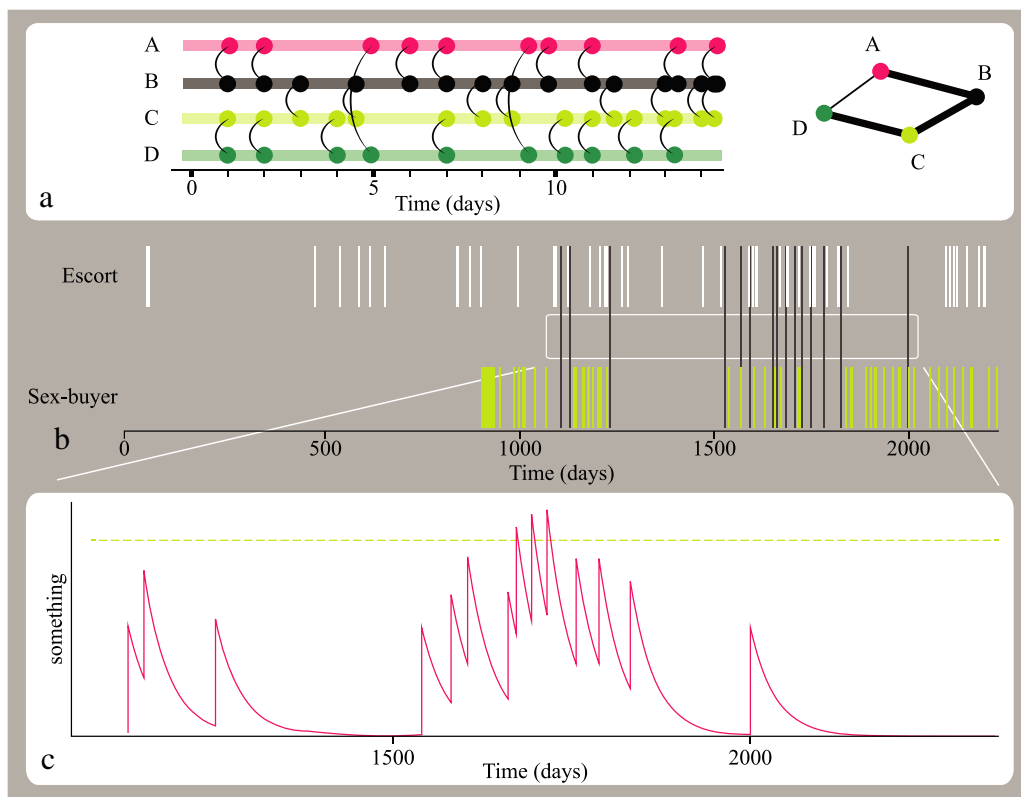 A
B
C
D
0 5 10
Time (days)
a
A
B
D
C
Escort
Sex-buyer
b
0 500 1000 1500 2000
Time (days)
something
1500 2000
Time (days)
c